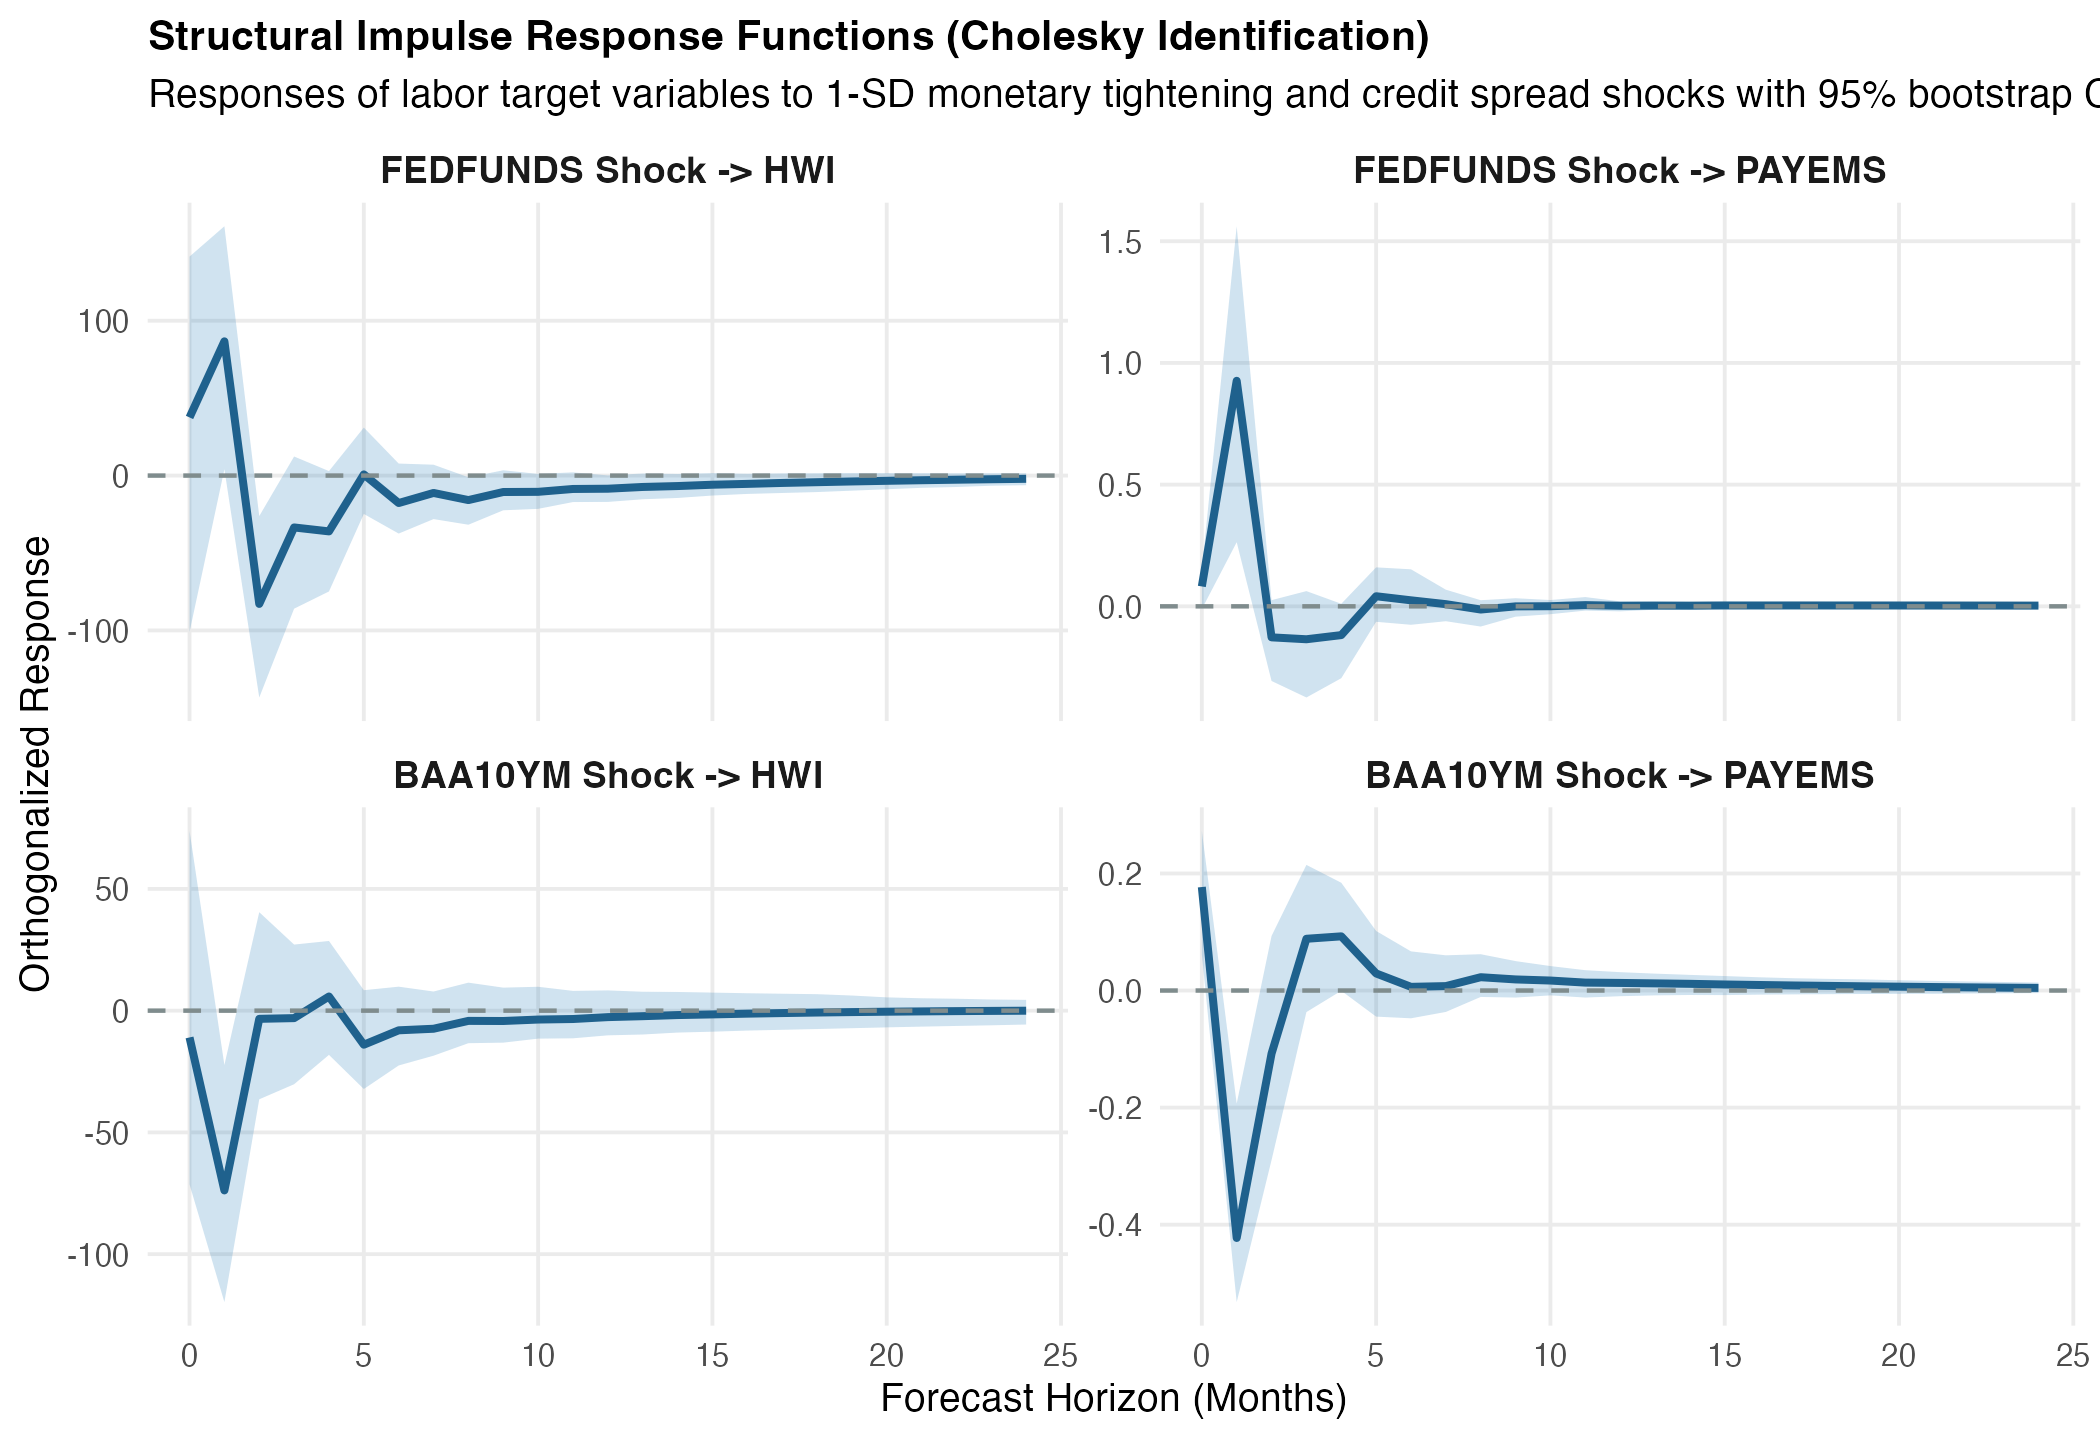 Structural Impulse Response Functions (Cholesky Identification)
Responses of labor target variables to 1-SD monetary tightening and credit spread shocks with 95% bootstrap
FEDFUNDS Shock -> HWI
FEDFUNDS Shock -> PAYEMS
100
0
-100
1.5
1.0
0.5
0.0
Orthogonalized Response
BAA10YM Shock -> HWI
BAA10YM Shock -> PAYEMS
50
0
-50
-100
0.2
0.0
-0.2
-0.4
0 5 10 15 20 25
0 5 10 15 20 25
Forecast Horizon (Months)